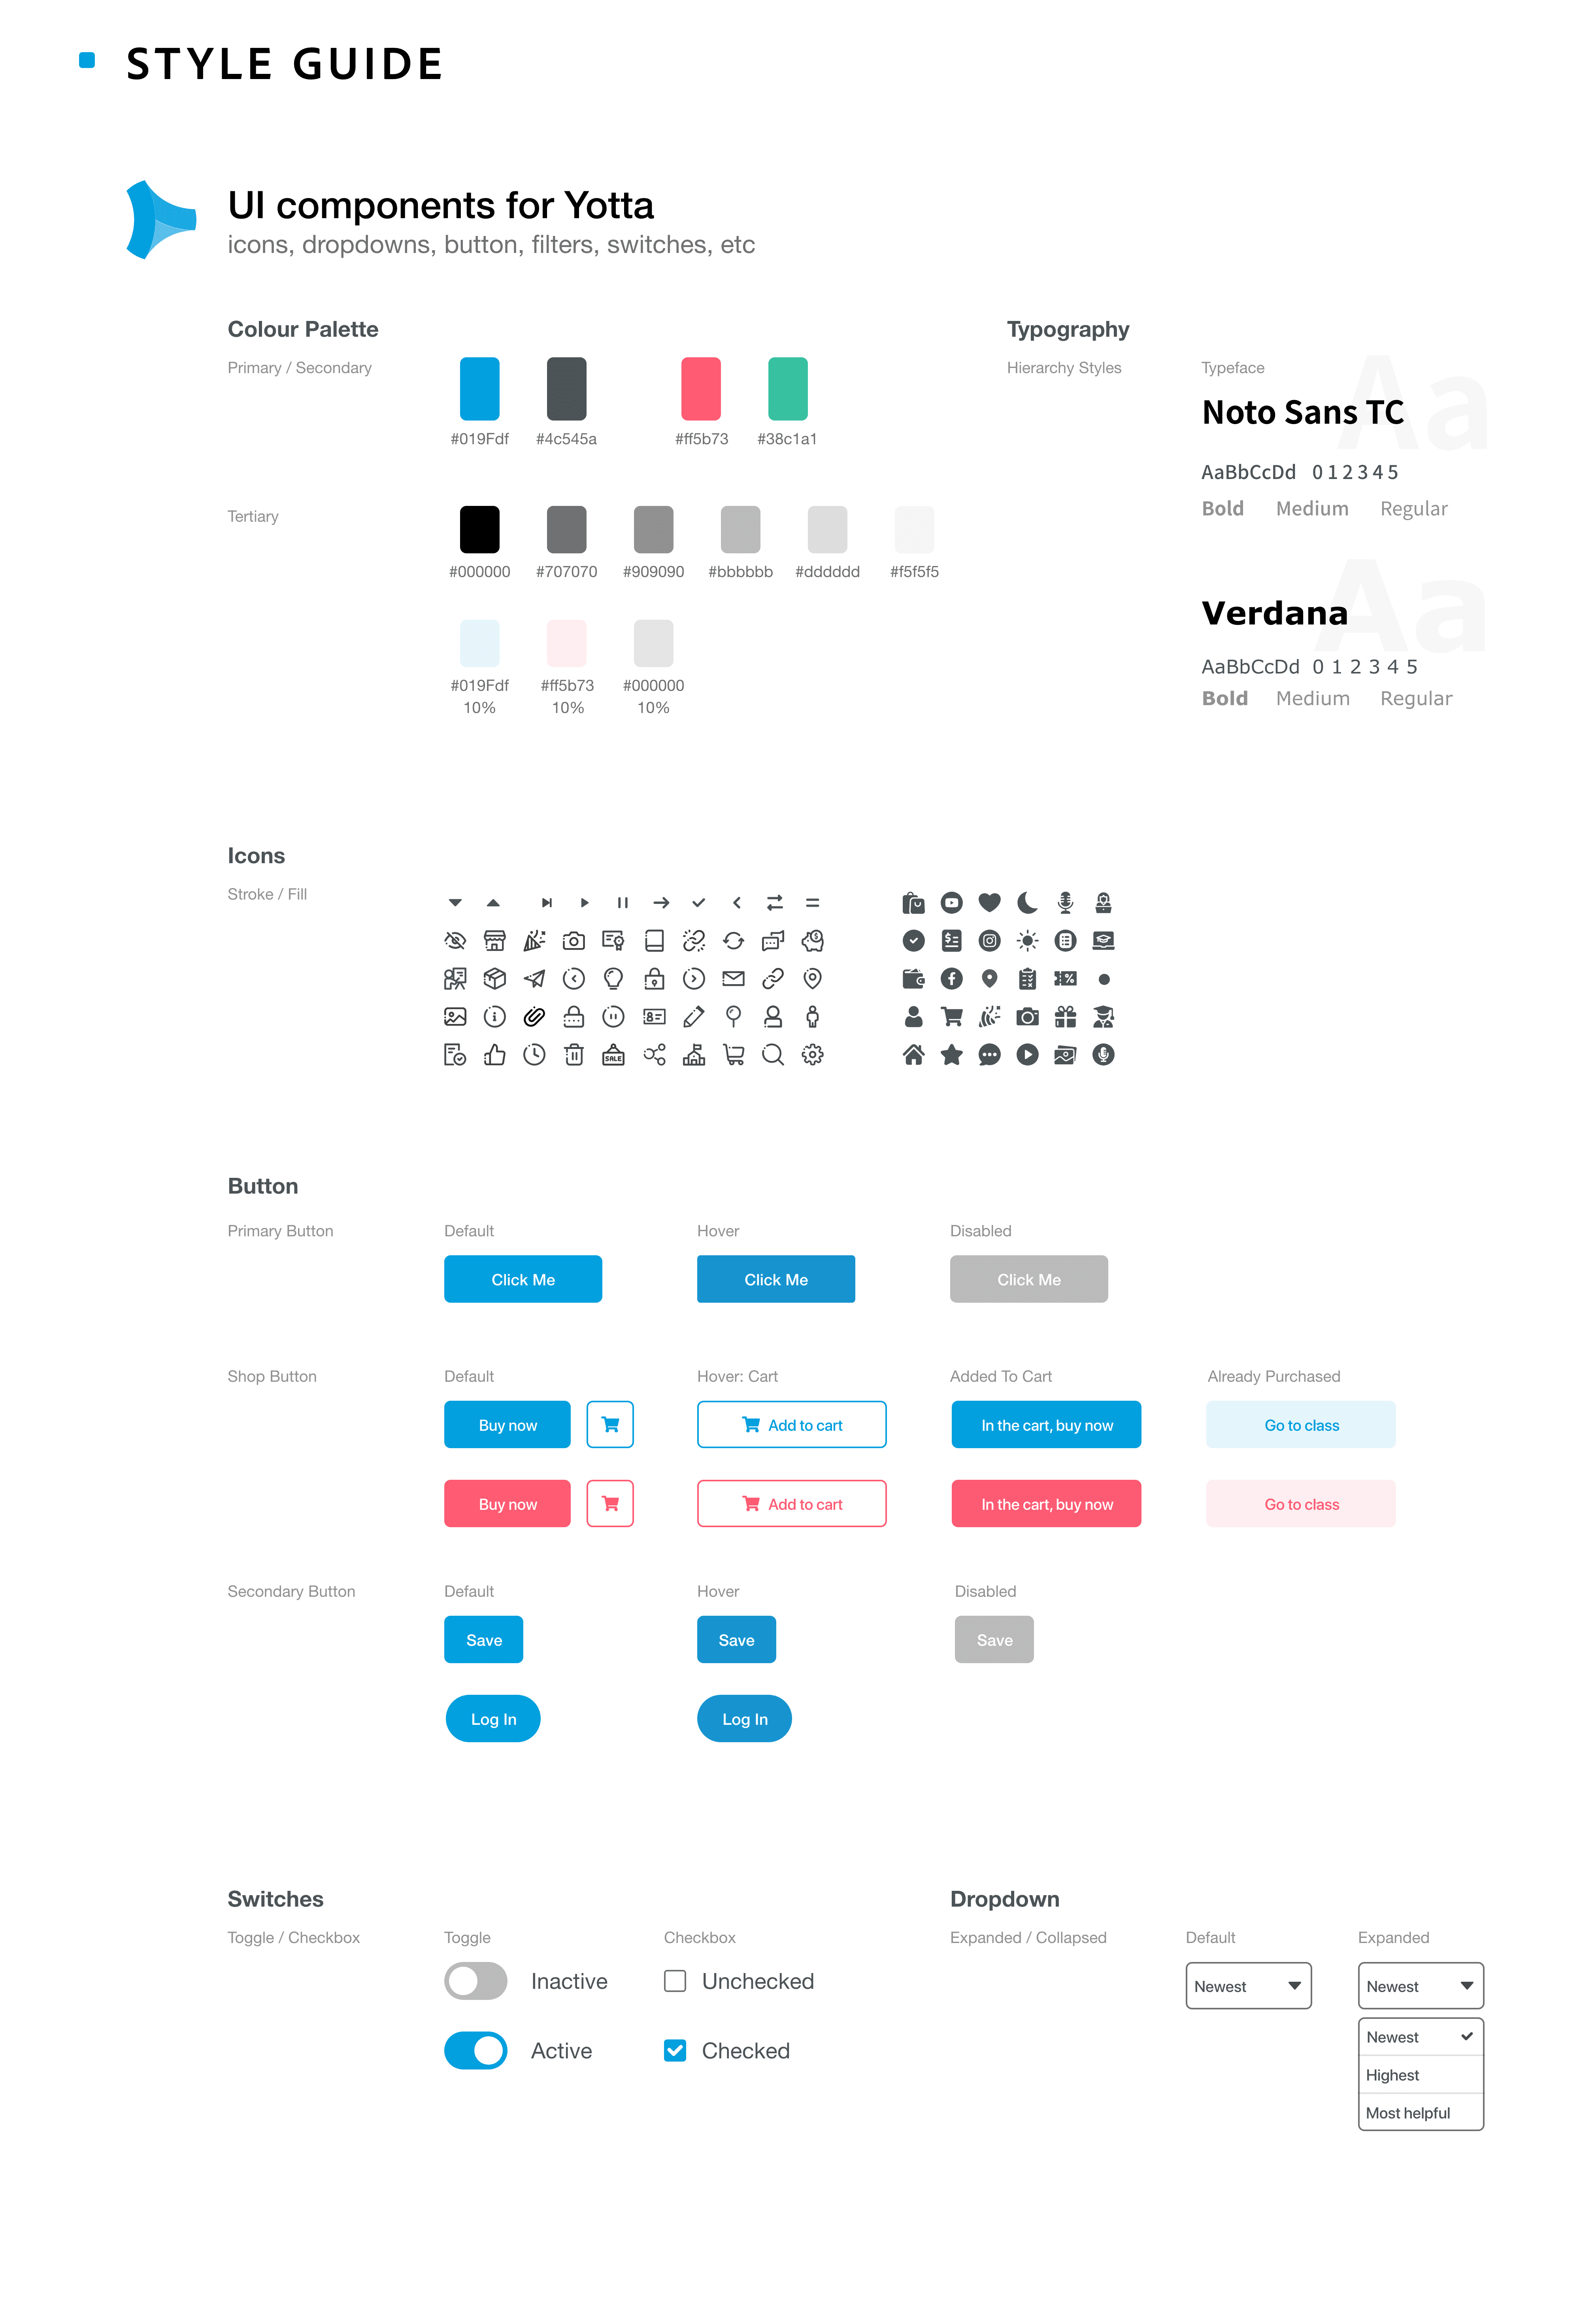 STYLE GUIDE
UI components for Yotta
icons, dropdowns, button, filters, switches, etc
Colour Palette
Primary / Secondary
#019Fdf #4c545a #ff5b73 #38c1a1
Tertiary
#000000 #707070 #909090 #bbbbbb #dddddd #f5f5f5
#019Fdf #ff5b73 #000000
10% 10% 10%
Typography
Hierarchy Styles
Typeface
Aa
Noto Sans TC
AaBbCcDd 0 1 2 3 4 5
Bold Medium Regular
Aa
Verdana
AaBbCcDd 0 1 2 3 4 5
Bold Medium Regular
Icons
Stroke / Fill
SALE
Button
Primary Button Default Hover Disabled
Click Me Click Me Click Me
Shop Button Default Hover: Cart Added To Cart Already Purchased
Buy now Add to cart In the cart, buy now Go to class
Buy now Add to cart In the cart, buy now Go to class
Secondary Button Default Hover Disabled
Save Save Save
Log In Log In
Switches
Toggle / Checkbox Toggle Checkbox
Inactive Unchecked
Active Checked
Dropdown
Expanded / Collapsed Default Expanded
Newest Newest
Newest
Highest
Most helpful